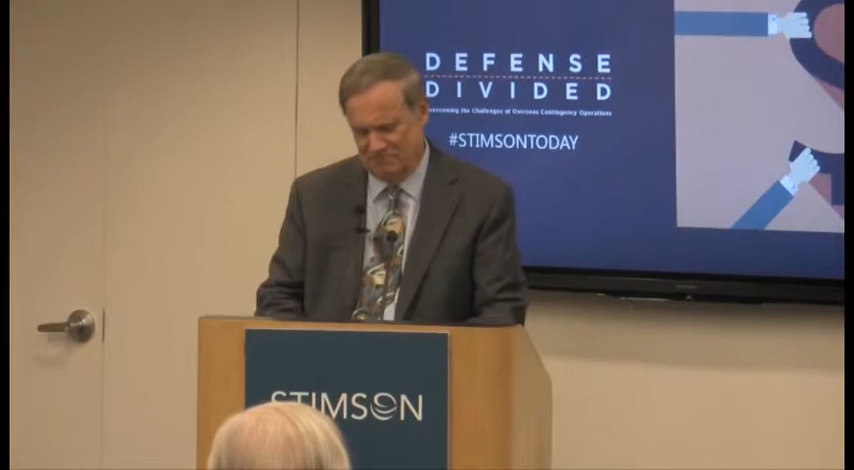 DEFENSE
DIVIDED
Overcoming the Challenges of Overseas Contingency Operations
#STIMSONTODAY
STIMSON